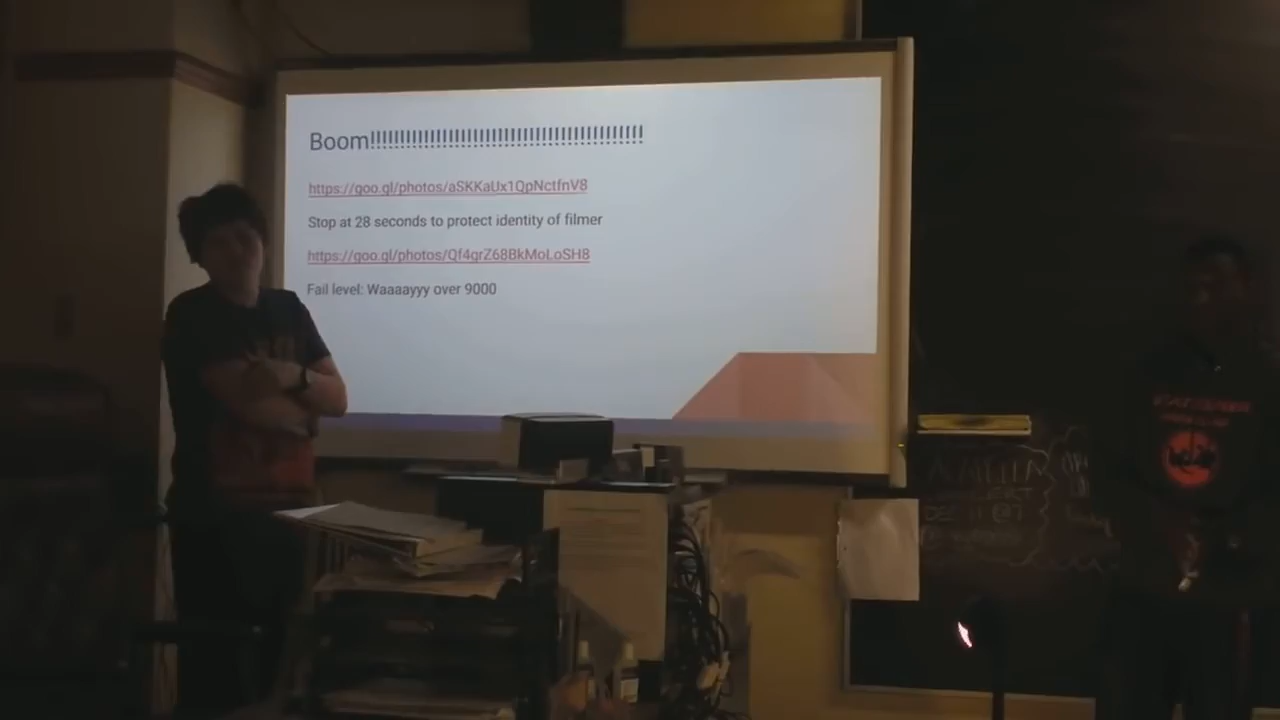 Boom!!!!!!!!!!!!!!!!!!!!!!!!!!!!!!!!!!!!!!!!!
https://goo.gl/photos/aSKKaUx1QpNctfnV8
Stop at 28 seconds to protect identity of filmer
https://goo.gl/photos/Qf4grZ68BkMoLoSH8
Fail level: Waaaayyy over 9000